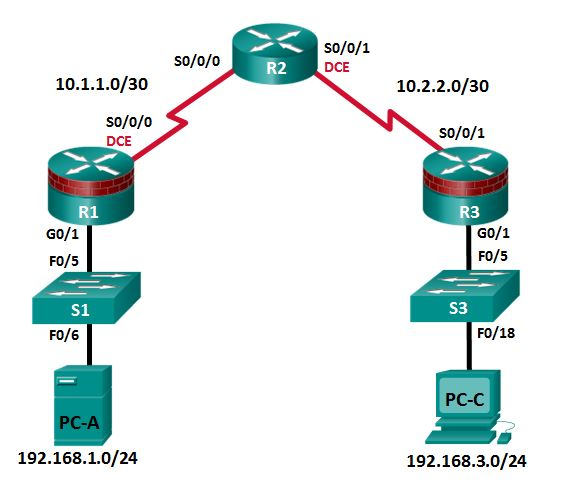 S0/0/0
R2
S0/0/1
DCE
10.1.1.0/30
10.2.2.0/30
S0/0/0
DCE
S0/0/1
R1
R3
G0/1
G0/1
F0/5
F0/5
S1
S3
F0/6
F0/18
PC-A
PC-C
192.168.1.0/24
192.168.3.0/24